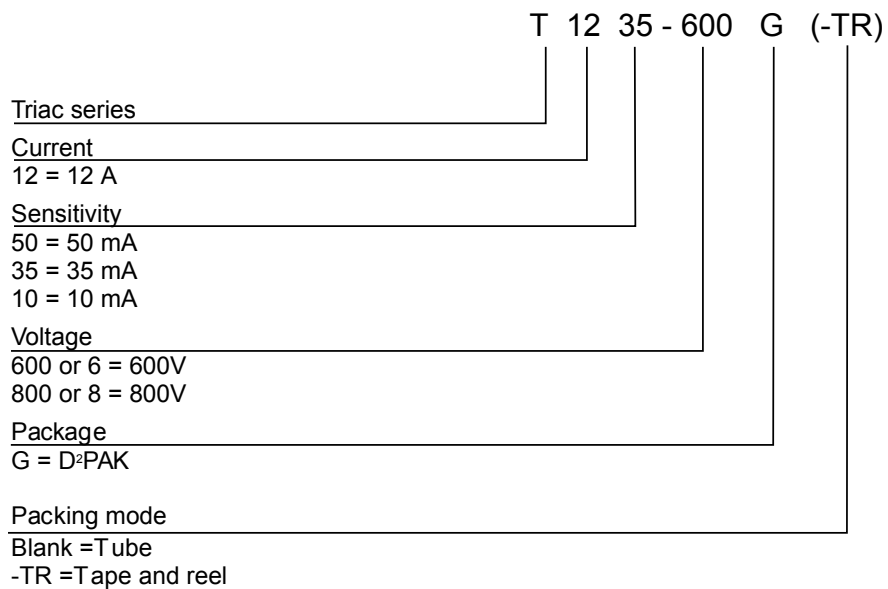 T 12 35 - 600 G (-TR)
Triac series
Current
12 = 12 A
Sensitivity
50 = 50 mA
35 = 35 mA
10 = 10 mA
Voltage
600 or 6 = 600V
800 or 8 = 800V
Package
G = D²PAK
Packing mode
Blank =Tube
-TR =Tape and reel